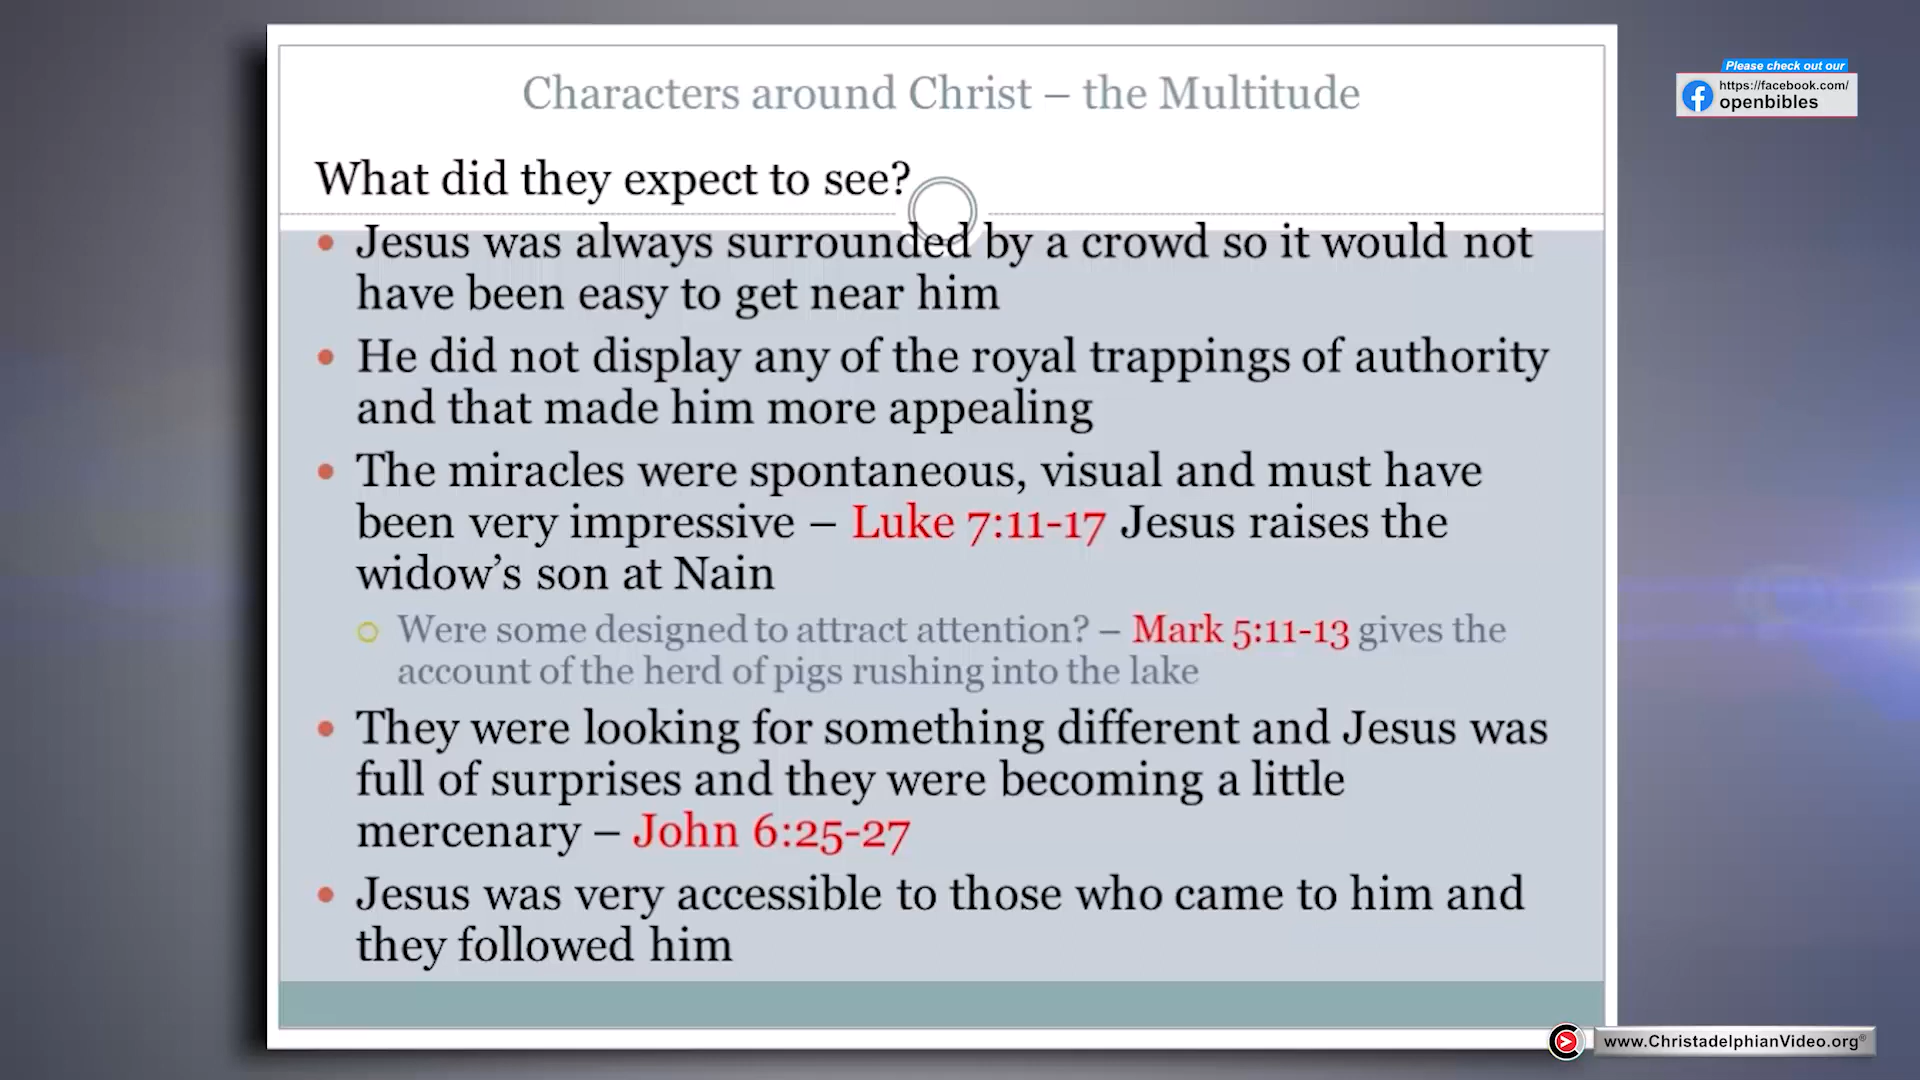 Characters around Christ – the Multitude
Please check out our
https://facebook.com/
openbibles
What did they expect to see?
Jesus was always surrounded by a crowd so it would not
have been easy to get near him
He did not display any of the royal trappings of authority
and that made him more appealing
The miracles were spontaneous, visual and must have
been very impressive – Luke 7:11-17 Jesus raises the
widow’s son at Nain
Were some designed to attract attention? – Mark 5:11-13 gives the
account of the herd of pigs rushing into the lake
They were looking for something different and Jesus was
full of surprises and they were becoming a little
mercenary – John 6:25-27
Jesus was very accessible to those who came to him and
they followed him
www.ChristadelphianVideo.org®